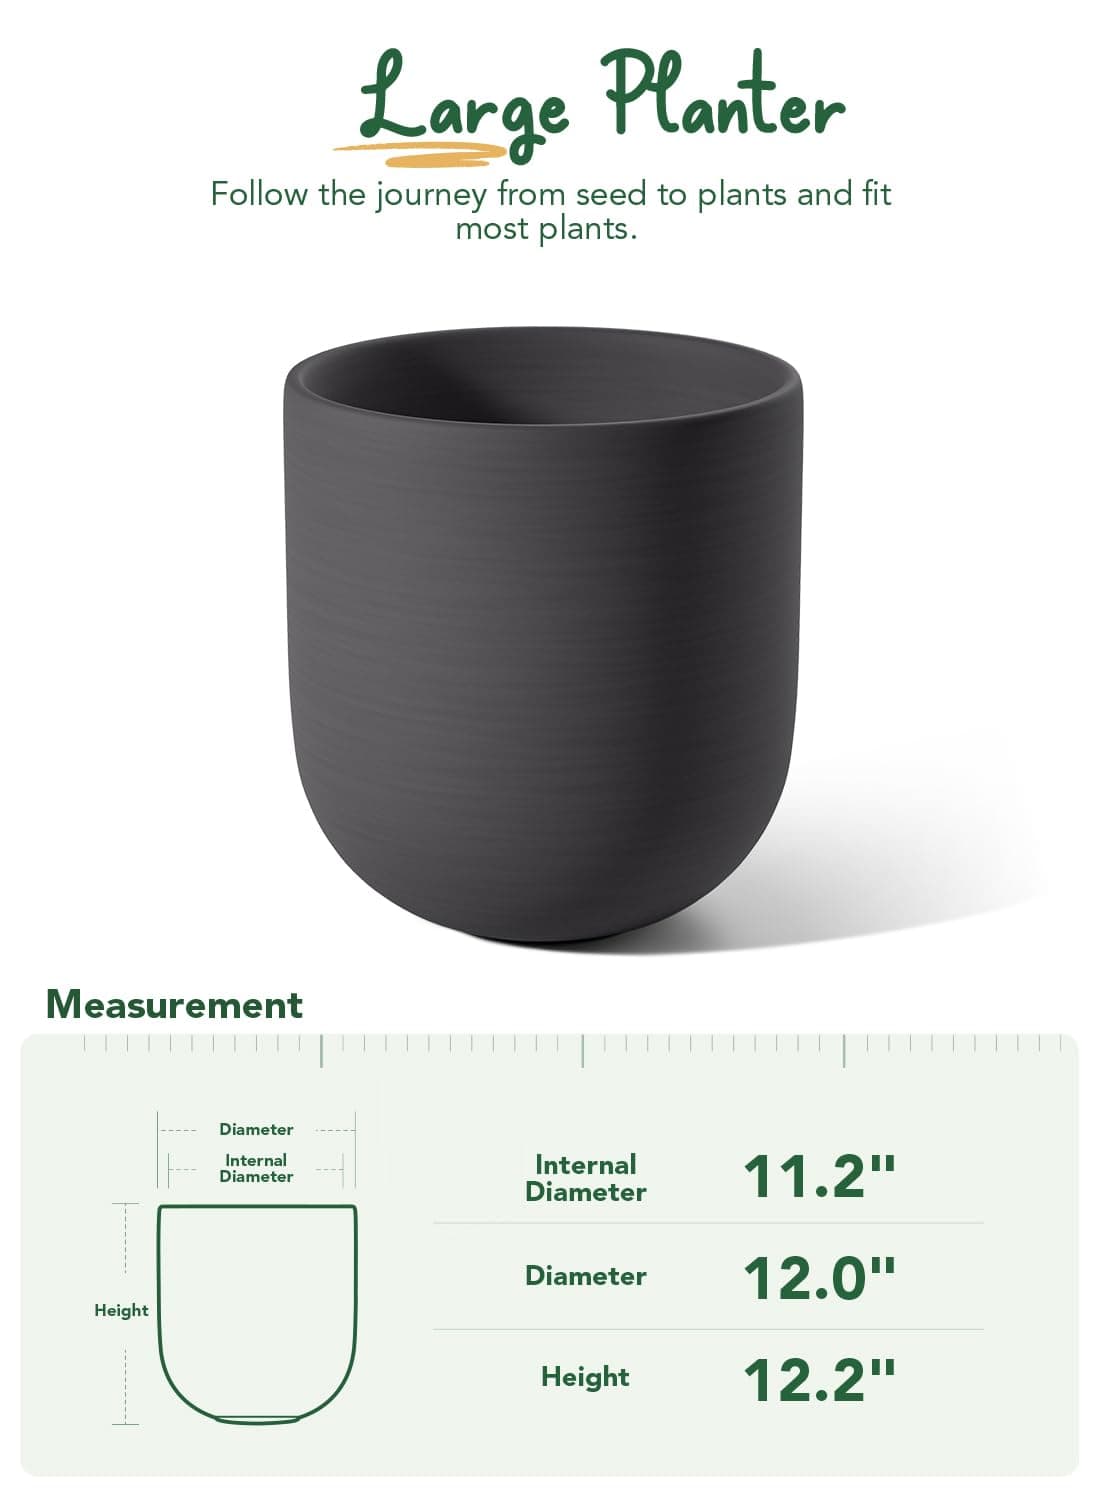 Large Planter
Follow the journey from seed to plants and fit
most plants.
Measurement
Diameter
Internal
Diameter
Height
Internal
Diameter
11.2"
Diameter
12.0"
Height
12.2"